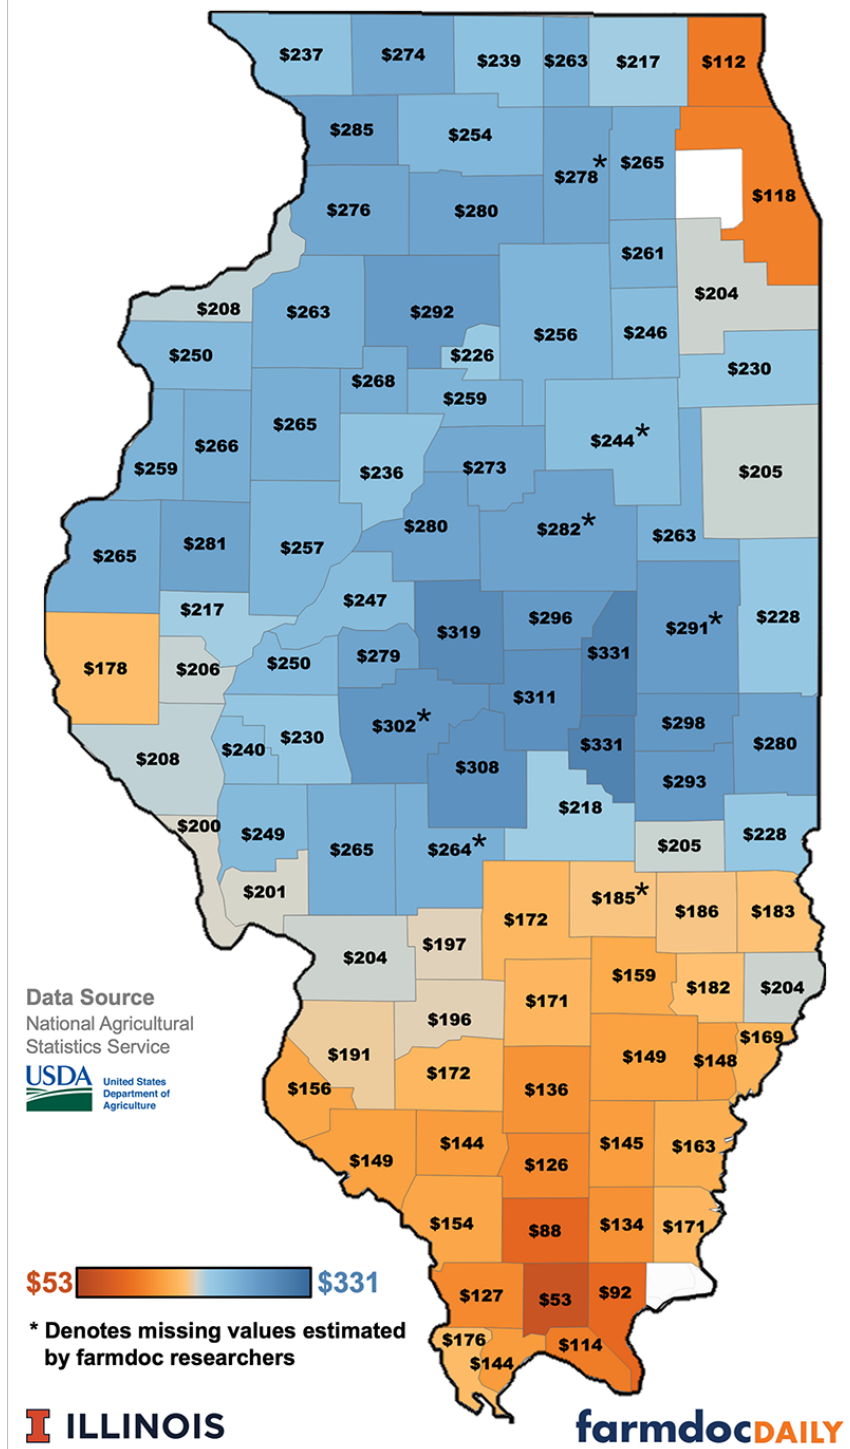 $237 $274 $239 $263 $217 $112
$285 $254 $278* $265 $118
$276 $280
$261
$204
$208 $263 $292 $256 $246
$250 $226 $230
$268 $259
$265 $266 $259 $236 $273 $244* $205
$265 $281 $257 $280 $282* $263
$217 $247 $319 $296 $331 $291* $228
$178 $206 $250 $279 $311
$208 $240 $230 $302* $308 $331 $298 $280
$293
$200 $249 $265 $264* $218 $205 $228
$201
$172 $185* $186 $183
$204 $197 $159 $182 $204
Data Source
National Agricultural
Statistics Service
$196 $171 $169
$191 $172 $149 $148
USDA
United States
Department of
Agriculture
$156 $136
$149 $144 $126 $145 $163
$154 $88 $134 $171
$53 $331
$127 $53 $92
* Denotes missing values estimated
by farmdoc researchers
$176 $144 $114
I ILLINOIS
farmdocDAILY